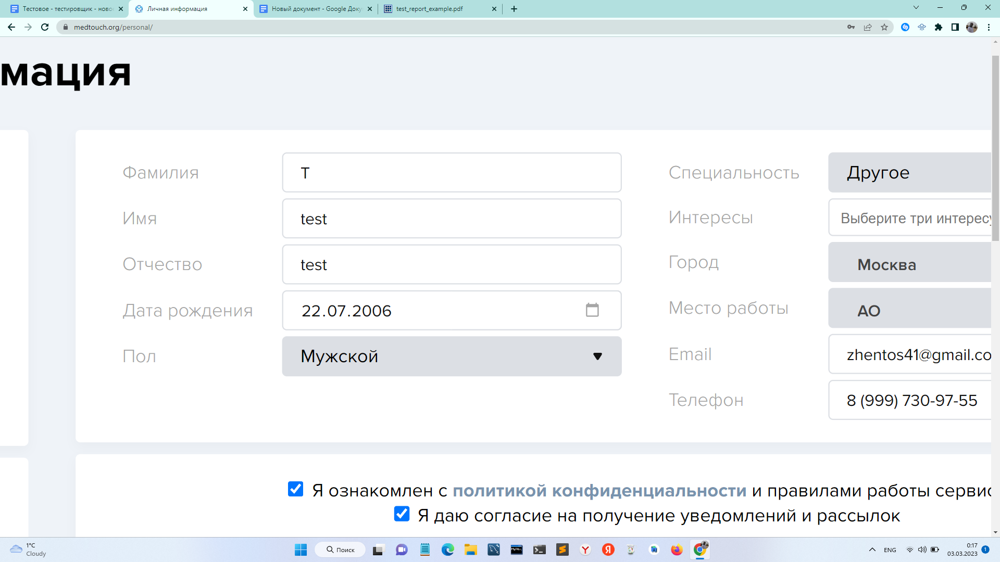 Тестовое - тестировщик - ново
Личная информация
Новый документ - Google Доку
test_report_example.pdf
medtouch.org/personal/
мация
Фамилия
T
Имя
test
Отчество
test
Дата рождения
22.07.2006
Пол
Мужской
Специальность
Другое
Интересы
Выберите три интересу
Город
Москва
Место работы
АО
Email
zhentos41@gmail.co
Телефон
8 (999) 730-97-55
Я ознакомлен с политикой конфиденциальности и правилами работы сервис
Я даю согласие на получение уведомлений и рассылок
1°C
Cloudy
Поиск
ENG
0:17
03.03.2023
1